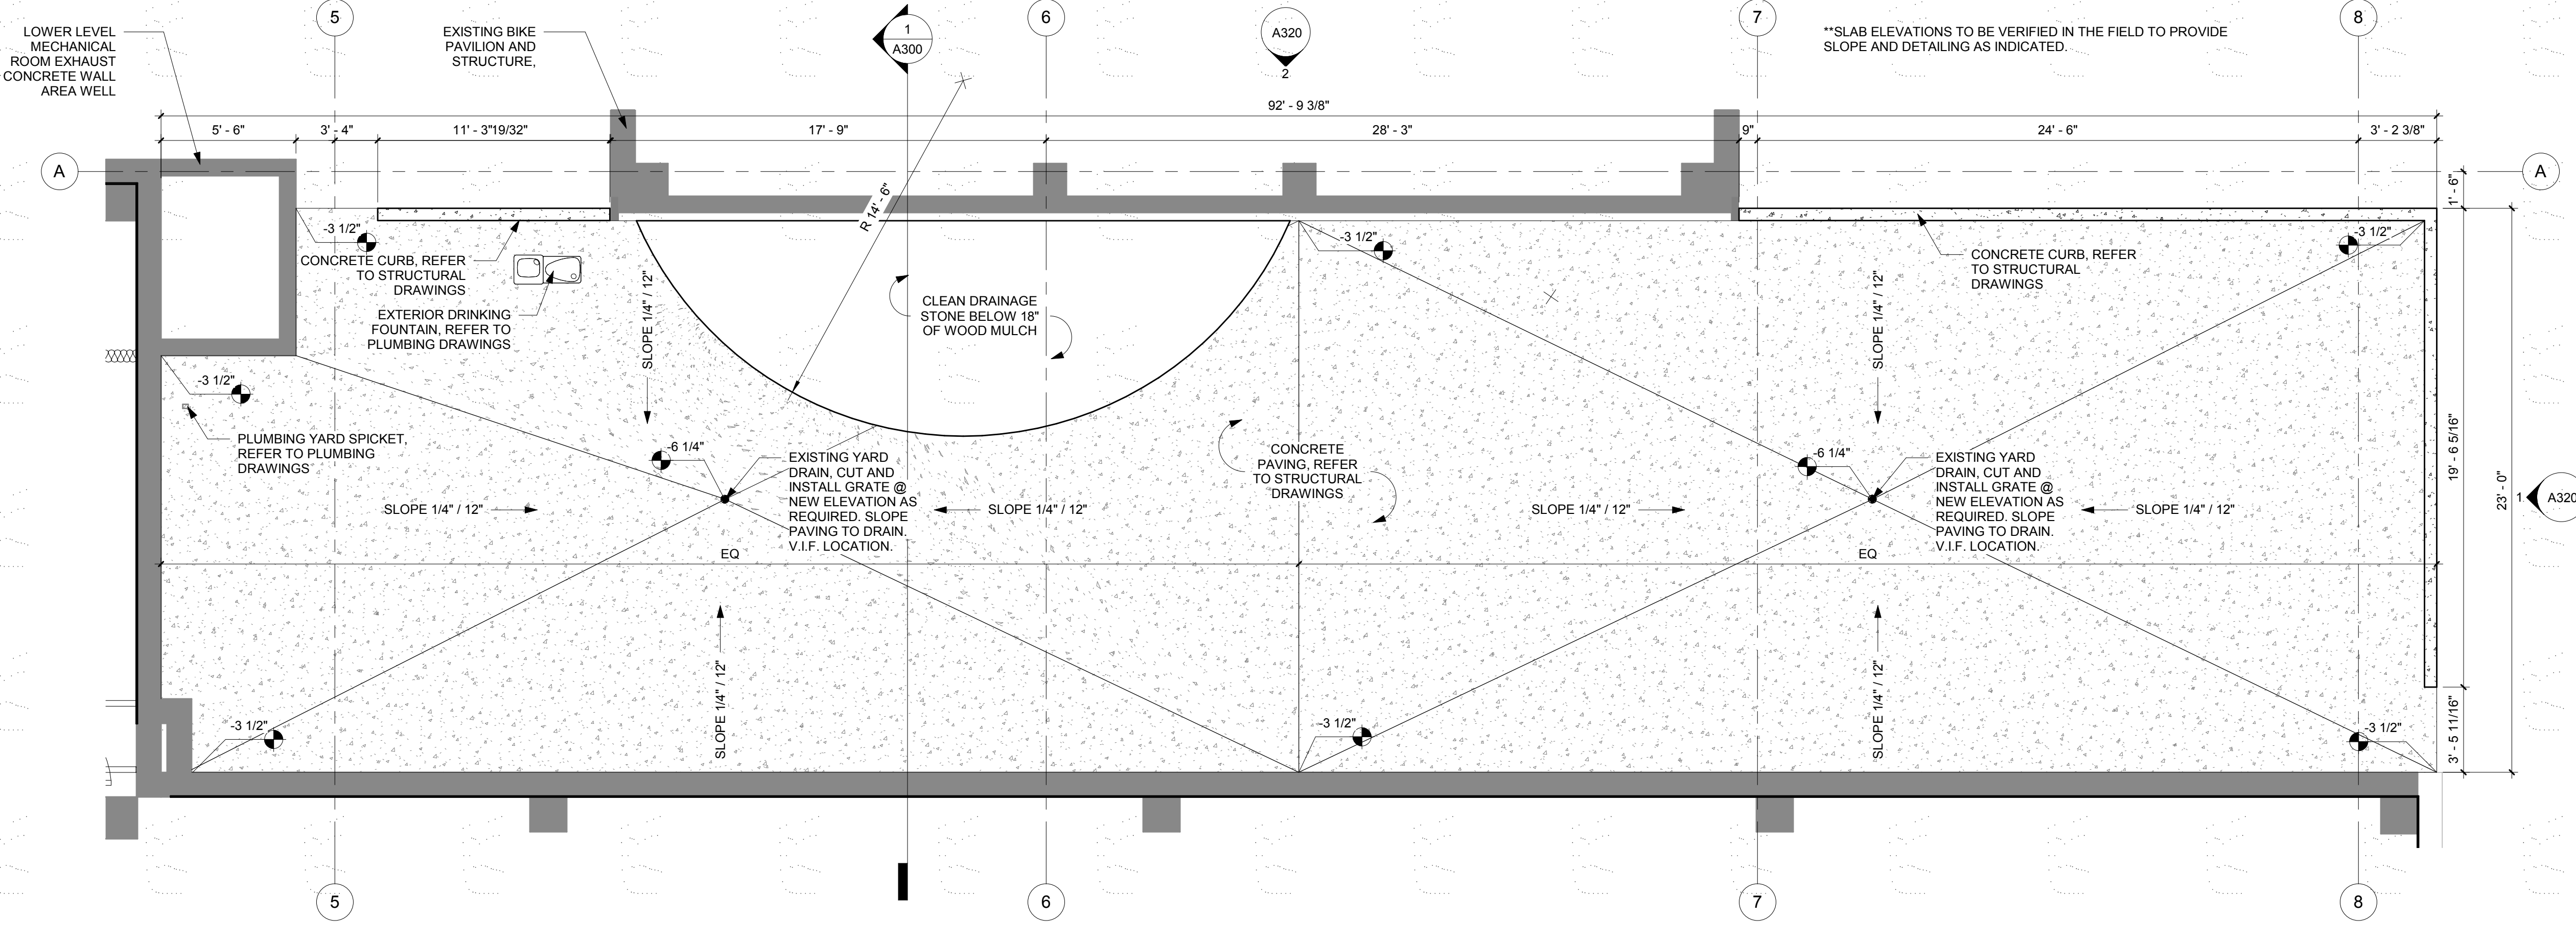 5
6
7
8
LOWER LEVEL
MECHANICAL
ROOM EXHAUST
CONCRETE WALL
AREA WELL
EXISTING BIKE
PAVILION AND
STRUCTURE,
1
A300
A320
2
**SLAB ELEVATIONS TO BE VERIFIED IN THE FIELD TO PROVIDE
SLOPE AND DETAILING AS INDICATED.
92' - 9 3/8"
5' - 6"
3' - 4"
11' - 3"19/32"
17' - 9"
28' - 3"
9"
24' - 6"
3' - 2 3/8"
A
A
1' - 6"
R 14' - 6"
-3 1/2"
CONCRETE CURB, REFER
TO STRUCTURAL
DRAWINGS
EXTERIOR DRINKING
FOUNTAIN, REFER TO
PLUMBING DRAWINGS
SLOPE 1/4" / 12"
CLEAN DRAINAGE
STONE BELOW 18"
OF WOOD MULCH
-3 1/2"
SLOPE 1/4" / 12"
CONCRETE CURB, REFER
TO STRUCTURAL
DRAWINGS
-3 1/2"
-3 1/2"
PLUMBING YARD SPICKET,
REFER TO PLUMBING
DRAWINGS
-6 1/4"
EXISTING YARD
DRAIN, CUT AND
INSTALL GRATE @
NEW ELEVATION AS
REQUIRED. SLOPE
PAVING TO DRAIN.
V.I.F. LOCATION.
CONCRETE
PAVING, REFER
TO STRUCTURAL
DRAWINGS
-6 1/4"
EXISTING YARD
DRAIN, CUT AND
INSTALL GRATE @
NEW ELEVATION AS
REQUIRED. SLOPE
PAVING TO DRAIN.
V.I.F. LOCATION.
19' - 6 5/16"
23' - 0"
1
A320
SLOPE 1/4" / 12"
SLOPE 1/4" / 12"
SLOPE 1/4" / 12"
SLOPE 1/4" / 12"
EQ
EQ
SLOPE 1/4" / 12"
SLOPE 1/4" / 12"
-3 1/2"
-3 1/2"
-3 1/2"
3' - 5 11/16"
5
6
7
8